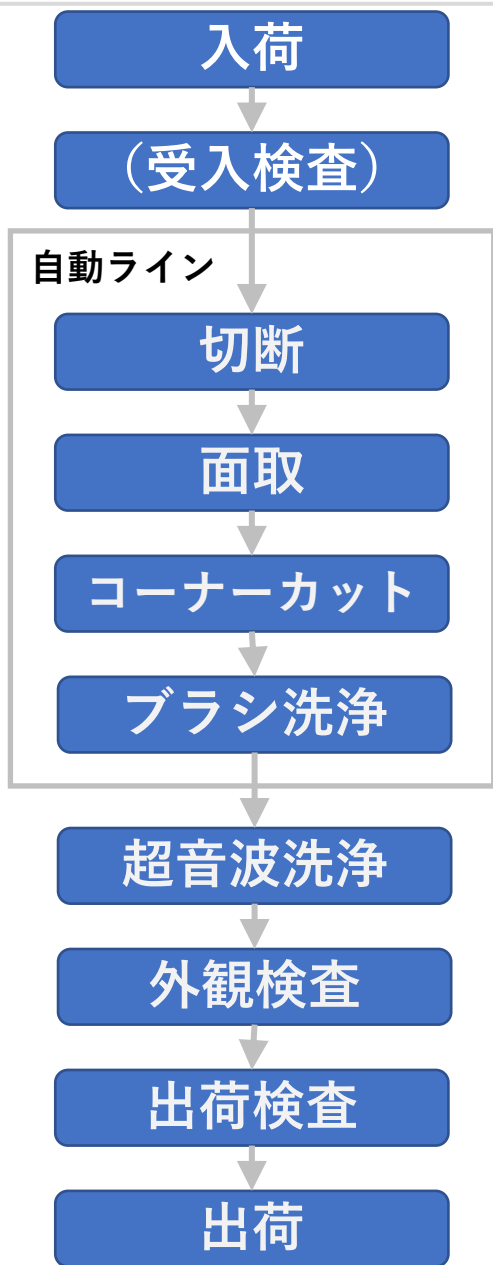 入荷
（受入検査）
自動ライン
切断
面取
コーナーカット
ブラシ洗浄
超音波洗浄
外観検査
出荷検査
出荷